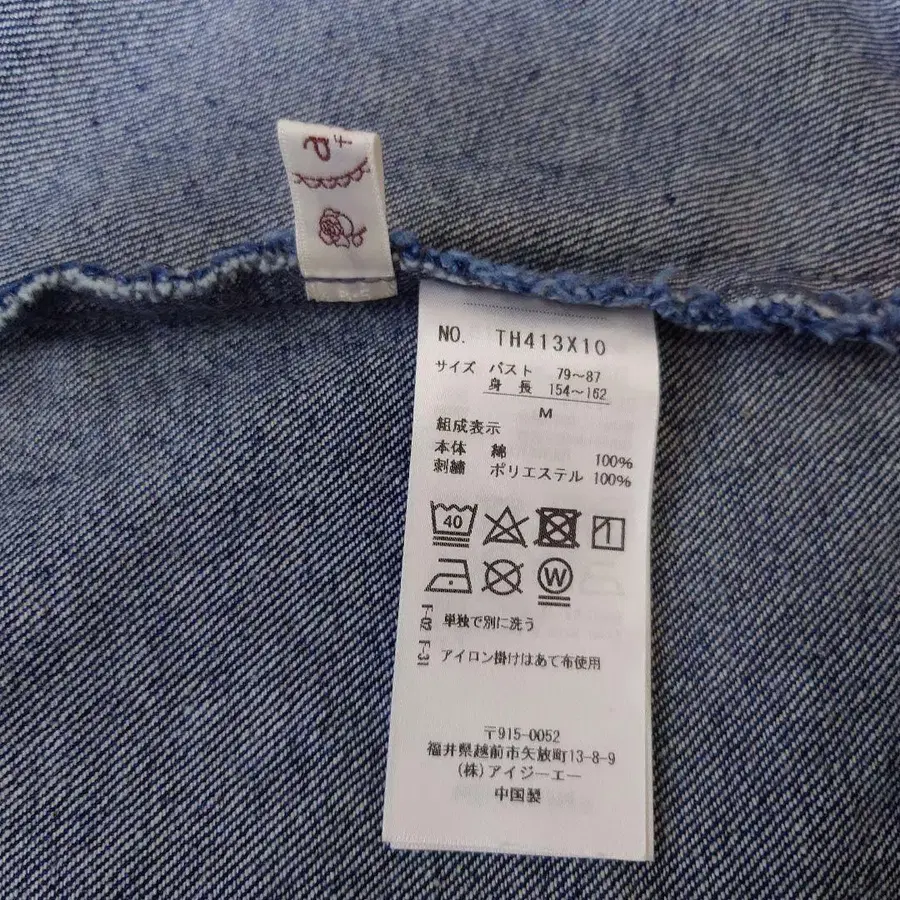 a
NO. TH413X10
サイズ バスト 79～87
身 長 154～162
M
組成表示
本体 綿 100%
刺繍 ポリエステル 100%
40
W
F-02 単独で別に洗う
F-31 アイロン掛けはあて布使用
〒915-0052
福井県越前市矢放町13-8-9
(株)アイジーエー
中国製